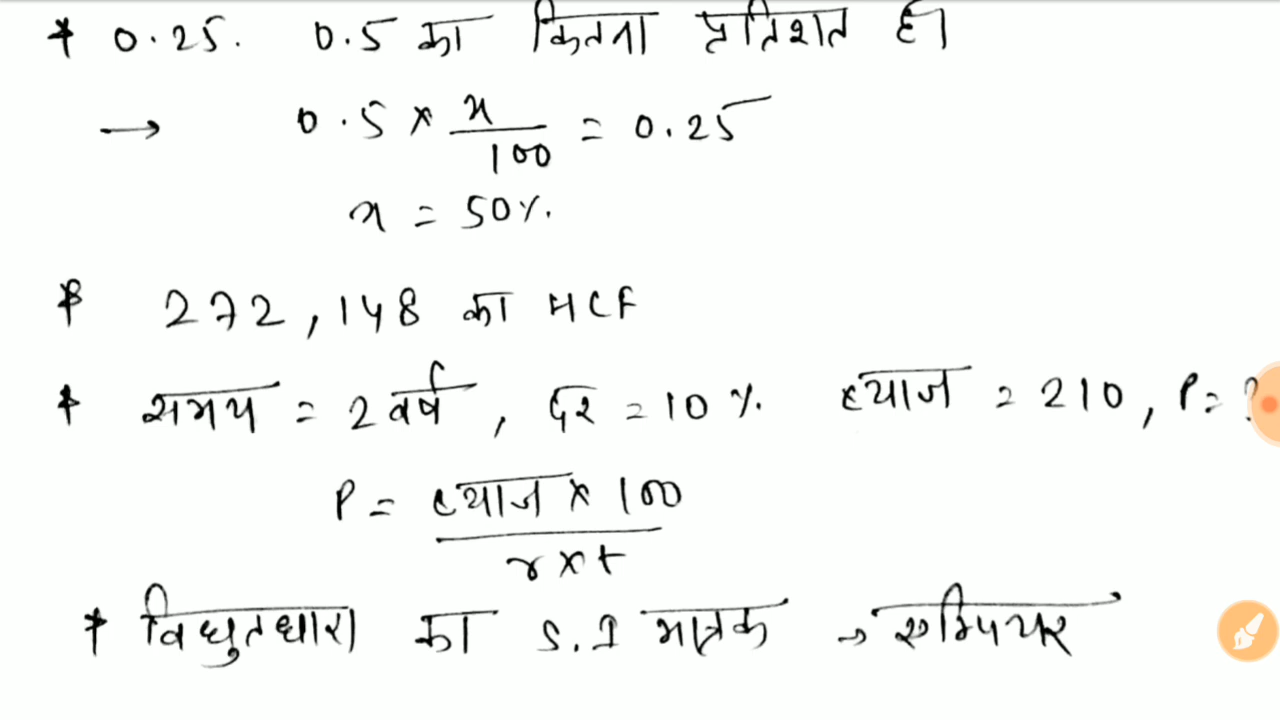 * 0.25. 0.5 का कितना प्रतिशत है।
→ 0.5 × x/100 = 0.25
x = 50%.
* 272, 148 का HCF
* समय = 2 वर्ष, दर = 10 %. ब्याज = 210, P = ?
P = ब्याज × 100 / r × t
* विधुतधारा का S.I मात्रक → एम्पियर